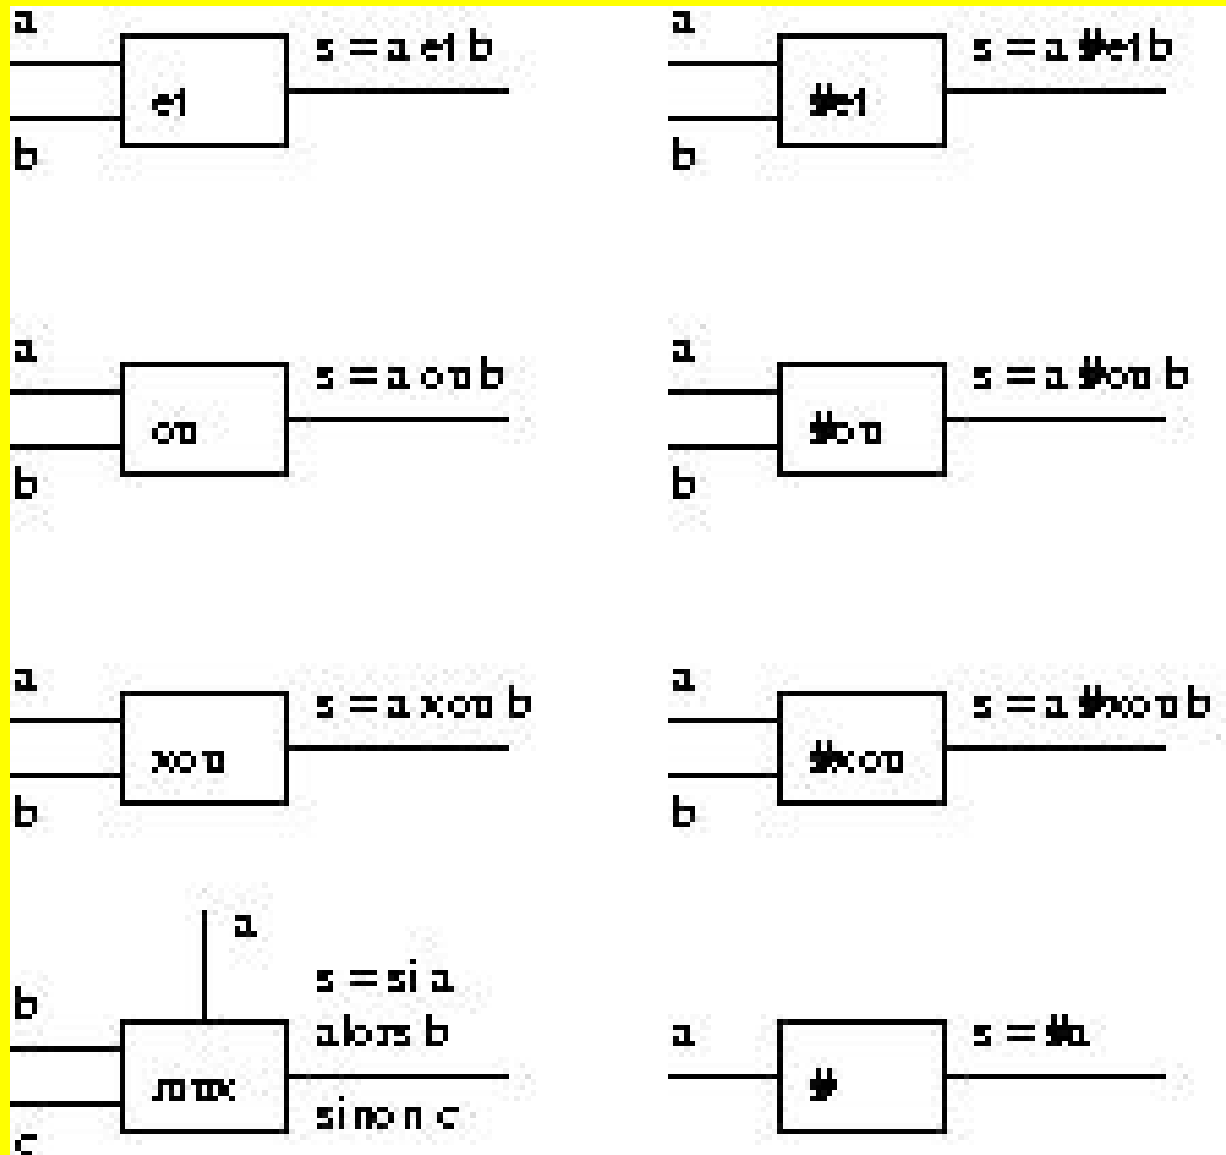 a
s = a et b
et
b
a
s = a #et b
#et
b
a
s = a ou b
ou
b
a
s = a #ou b
#ou
b
a
s = a xou b
xou
b
a
s = a #xou b
#xou
b
a
b
s = si a
alors b
mux
sinon c
c
a
s = #a
#